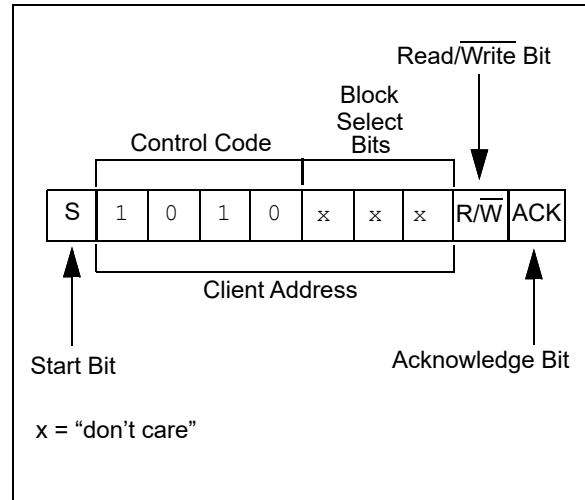 Read/Write Bit
Block
Select
Bits
Control Code
S 1 0 1 0 x x x R/W ACK
Client Address
Start Bit
Acknowledge Bit
x = “don’t care”